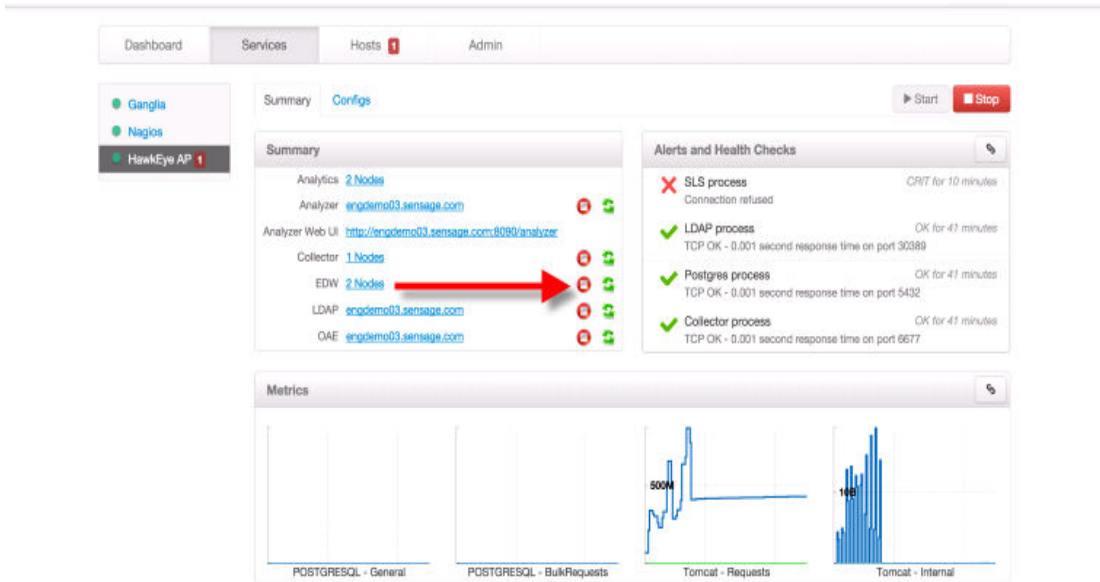 Dashboard Services Hosts 1 Admin
Ganglia
Nagios
HawkEye AP 1
Summary Configs
Start Stop
Summary
Analytics 2 Nodes
Analyzer engdemo03.sensage.com
Analyzer Web UI http://engdemo03.sensage.com:8090/analyzer
Collector 1 Nodes
EDW 2 Nodes
LDAP engdemo03.sensage.com
OAE engdemo03.sensage.com
Alerts and Health Checks
SLS process CRIT for 10 minutes
Connection refused
LDAP process OK for 41 minutes
TCP OK - 0.001 second response time on port 30389
Postgres process OK for 41 minutes
TCP OK - 0.001 second response time on port 5432
Collector process OK for 41 minutes
TCP OK - 0.001 second response time on port 6677
Metrics
500M
10B
POSTGRESQL - General POSTGRESQL - BulkRequests Tomcat - Requests Tomcat - Internal